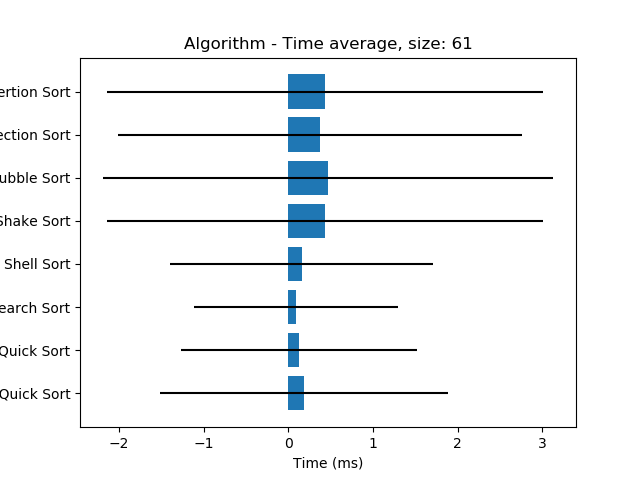 Algorithm - Time average, size: 61
ertion Sort
ection Sort
ubble Sort
Shake Sort
Shell Sort
earch Sort
Quick Sort
Quick Sort
−2 −1 0 1 2 3
Time (ms)